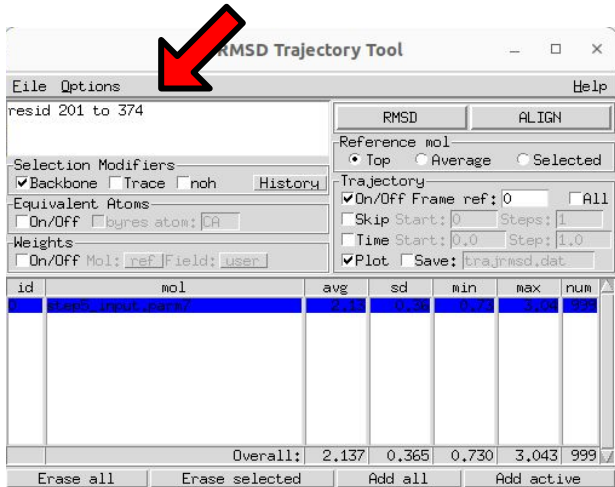 RMSD Trajectory Tool
File Options Help
resid 201 to 374
RMSD ALIGN
Reference mol
Top Average Selected
Selection Modifiers
Backbone Trace noh History
Trajectory
On/Off Frame ref: 0 All
Equivalent Atoms
On/Off byres atom: CA
Skip Start: 0 Steps: 1
Time Start: 0.0 Step: 1.0
Weights
On/Off Mol: ref Field: user
Plot Save: trajrmsd.dat
id mol avg sd min max num
0 step5_input.parm7 2.13 0.36 0.73 3.04 999
Overall: 2.137 0.365 0.730 3.043 999
Erase all Erase selected Add all Add active